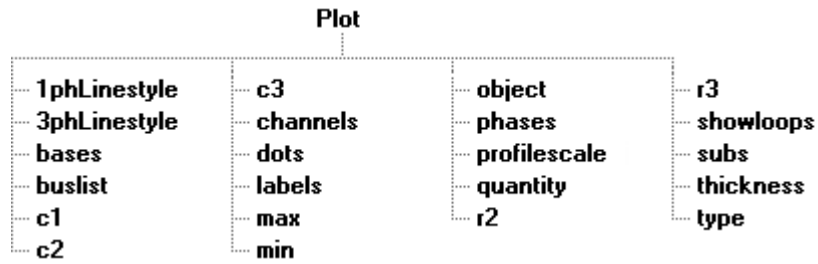 Plot
1phLinestyle
3phLinestyle
bases
buslist
c1
c2
c3
channels
dots
labels
max
min
object
phases
profilescale
quantity
r2
r3
showloops
subs
thickness
type